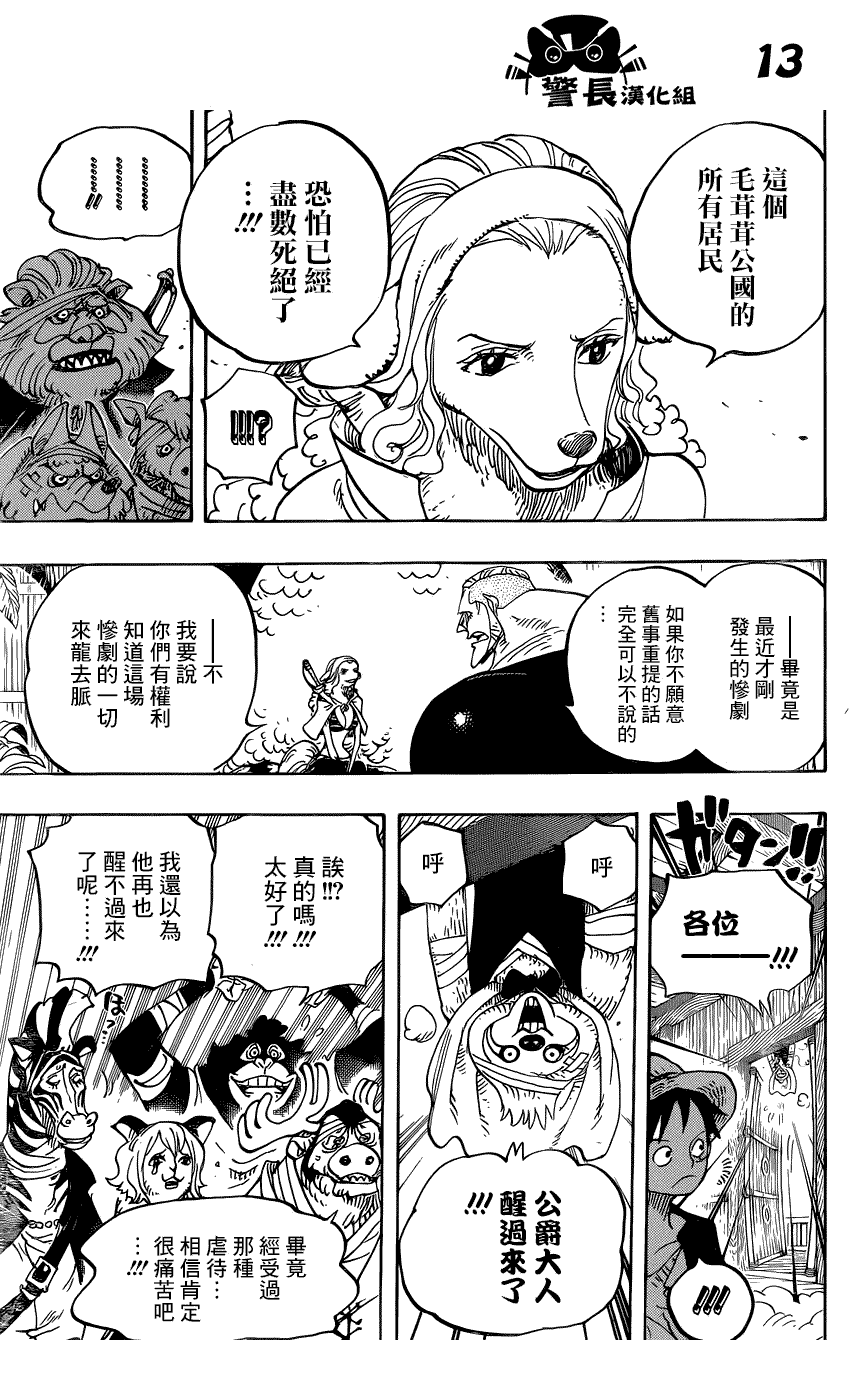 警長漢化組
13
這個
毛茸茸公國的
所有居民
恐怕已經
盡數死絕了
…!!!
!!!?
………!!
——畢竟是
最近才剛
發生的慘劇
如果你不願意
舊事重提的話
完全可以不說的
…
——不
我要說
你們有權利
知道這場
慘劇的一切
來龍去脈
ガタン!!
各位
————!!!
!!!
呼
呼
公爵大人
醒過來了
!!!
誒!!?
真的嗎!!!
太好了!!!
我還以為
他再也
醒不過來
了呢……!!!
ほっ…
畢竟
經受過
那種
虐待…
相信肯定
很痛苦吧
…!!!